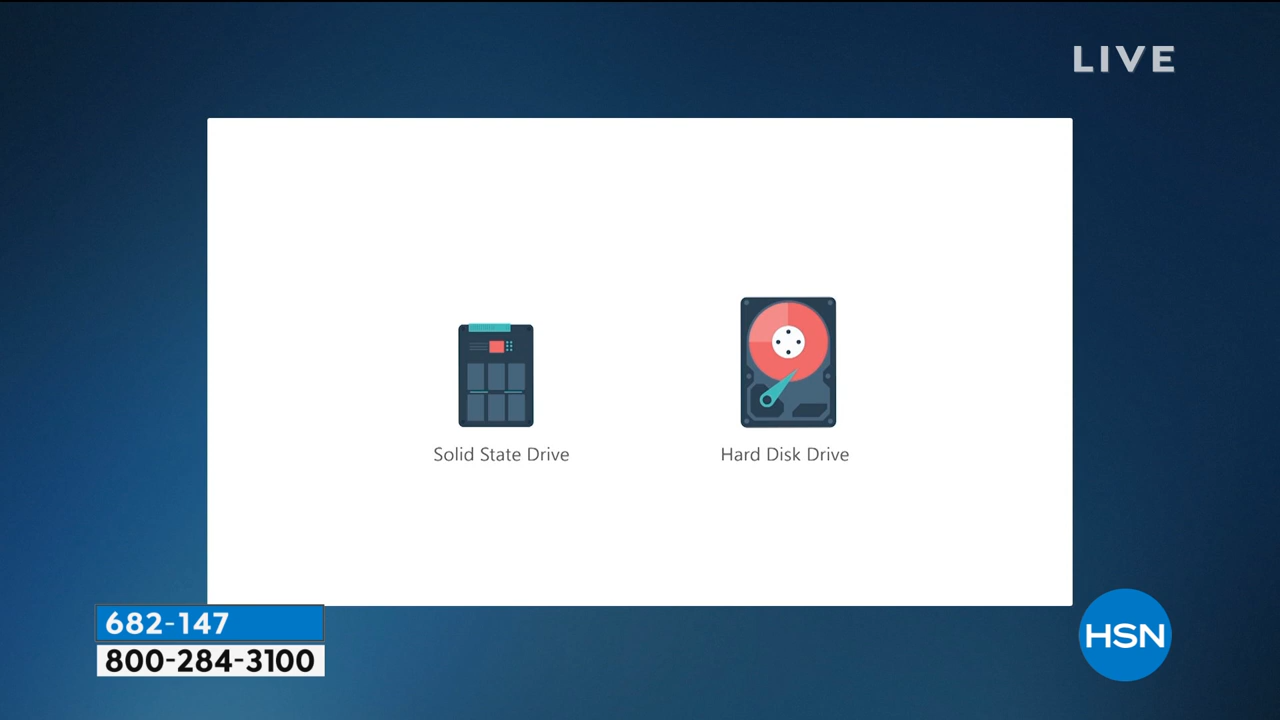 LIVE
Solid State Drive
Hard Disk Drive
682-147
800-284-3100
HSN